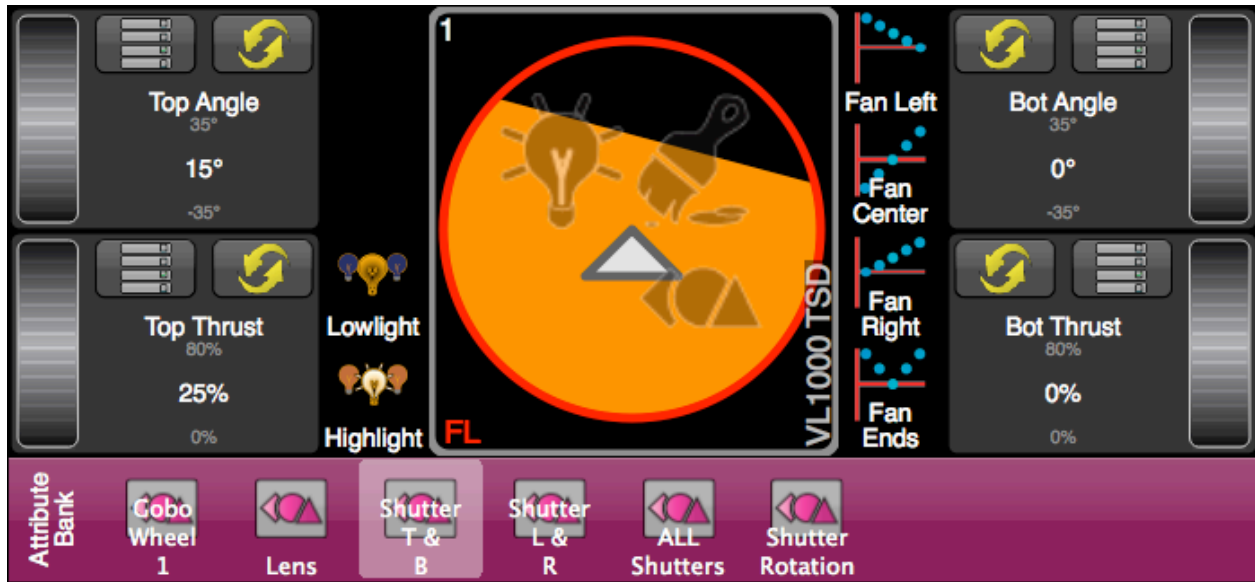 Top Angle
35°
15°
-35°
Top Thrust
80%
25%
0%
Lowlight
Highlight
1
FL
VL1000 TSD
Fan Left
Fan
Center
Fan
Right
Fan
Ends
Bot Angle
35°
0°
-35°
Bot Thrust
80%
0%
0%
Attribute
Bank
Gobo
Wheel
1
Lens
Shutter
T &
B
Shutter
L &
R
ALL
Shutters
Shutter
Rotation